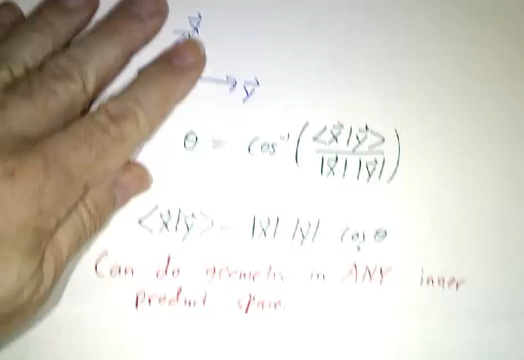 x⃗
y⃗
θ = cos⁻¹ (<x⃗|y⃗> / |x⃗| |y⃗|)
<x⃗|y⃗> = |x⃗| |y⃗| cos θ
Can do geometry in ANY inner
product space.